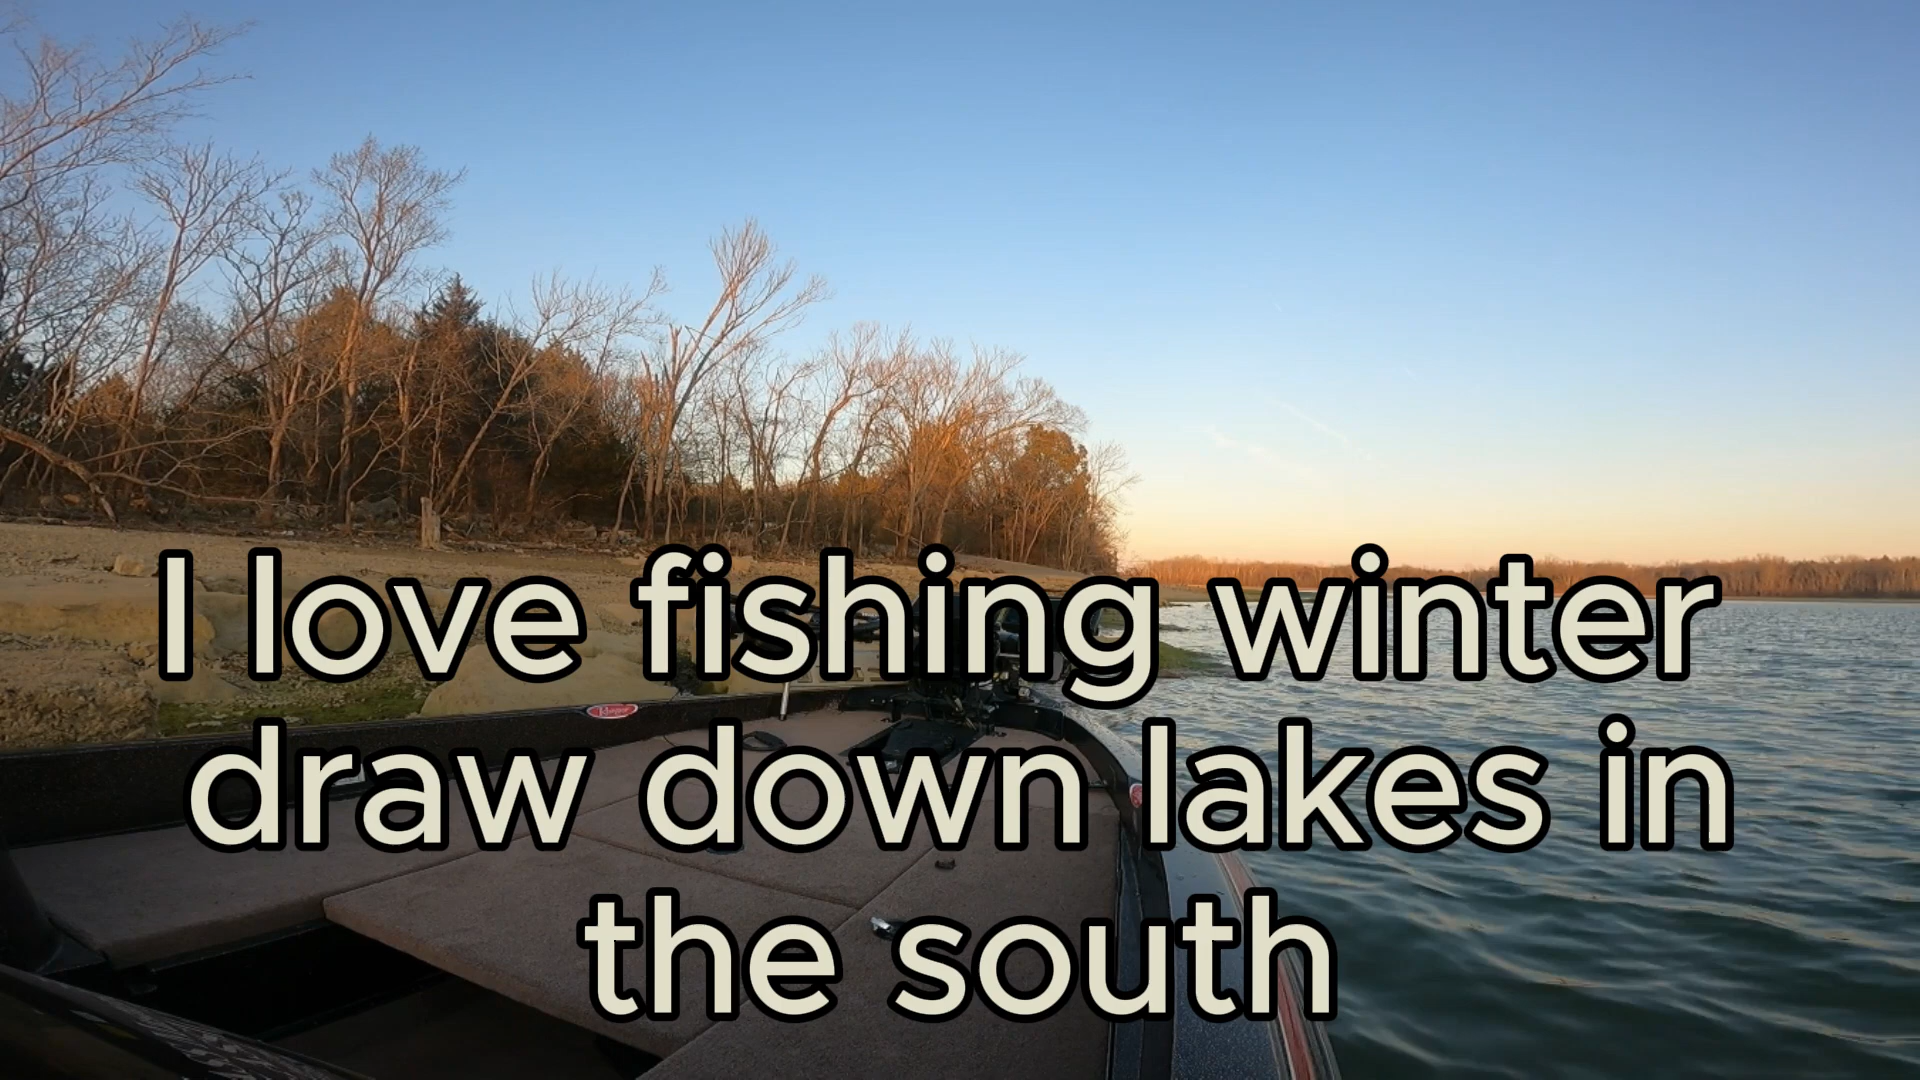 I love fishing winter
draw down lakes in
the south